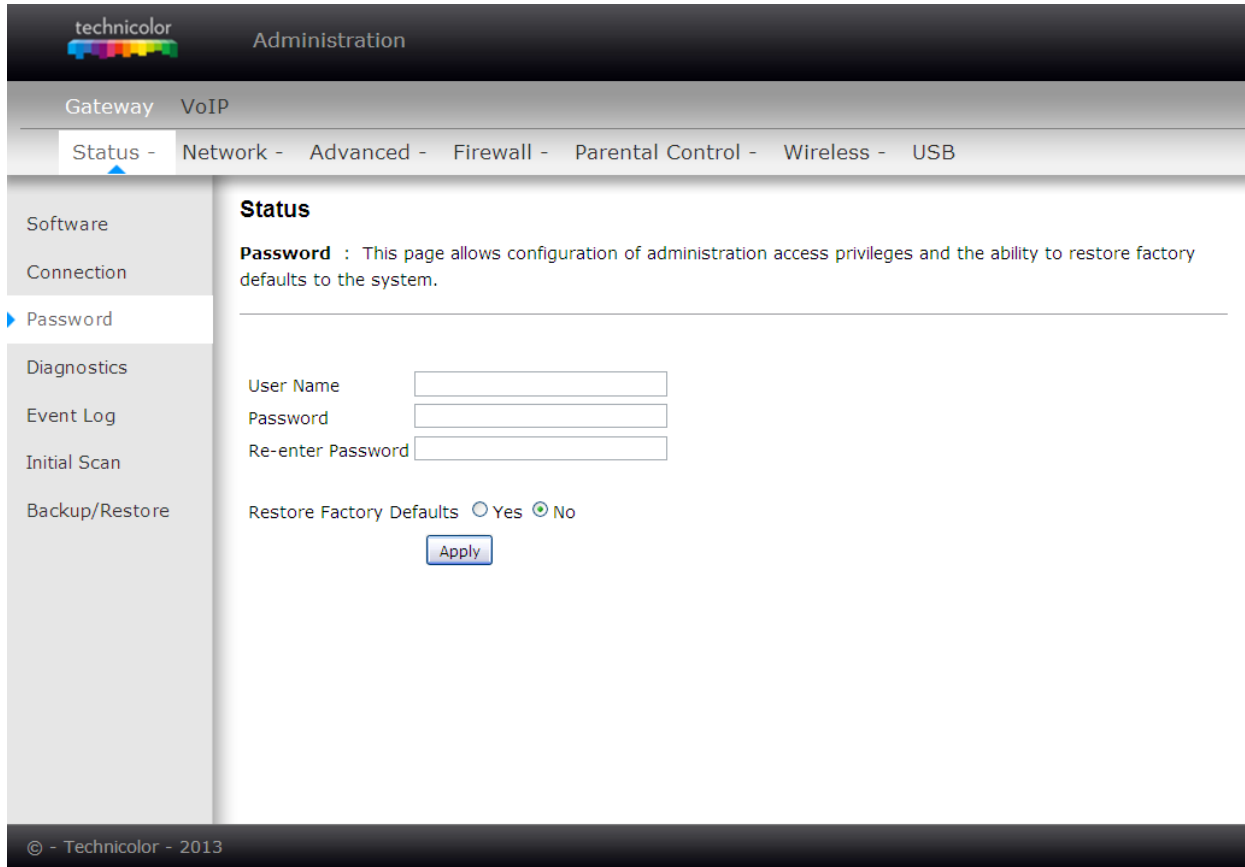 technicolor
Administration
Gateway VoIP
Status - Network - Advanced - Firewall - Parental Control - Wireless - USB
Software
Connection
Password
Diagnostics
Event Log
Initial Scan
Backup/Restore
Status
Password : This page allows configuration of administration access privileges and the ability to restore factory
defaults to the system.
User Name
Password
Re-enter Password
Restore Factory Defaults Yes No
Apply
© - Technicolor - 2013